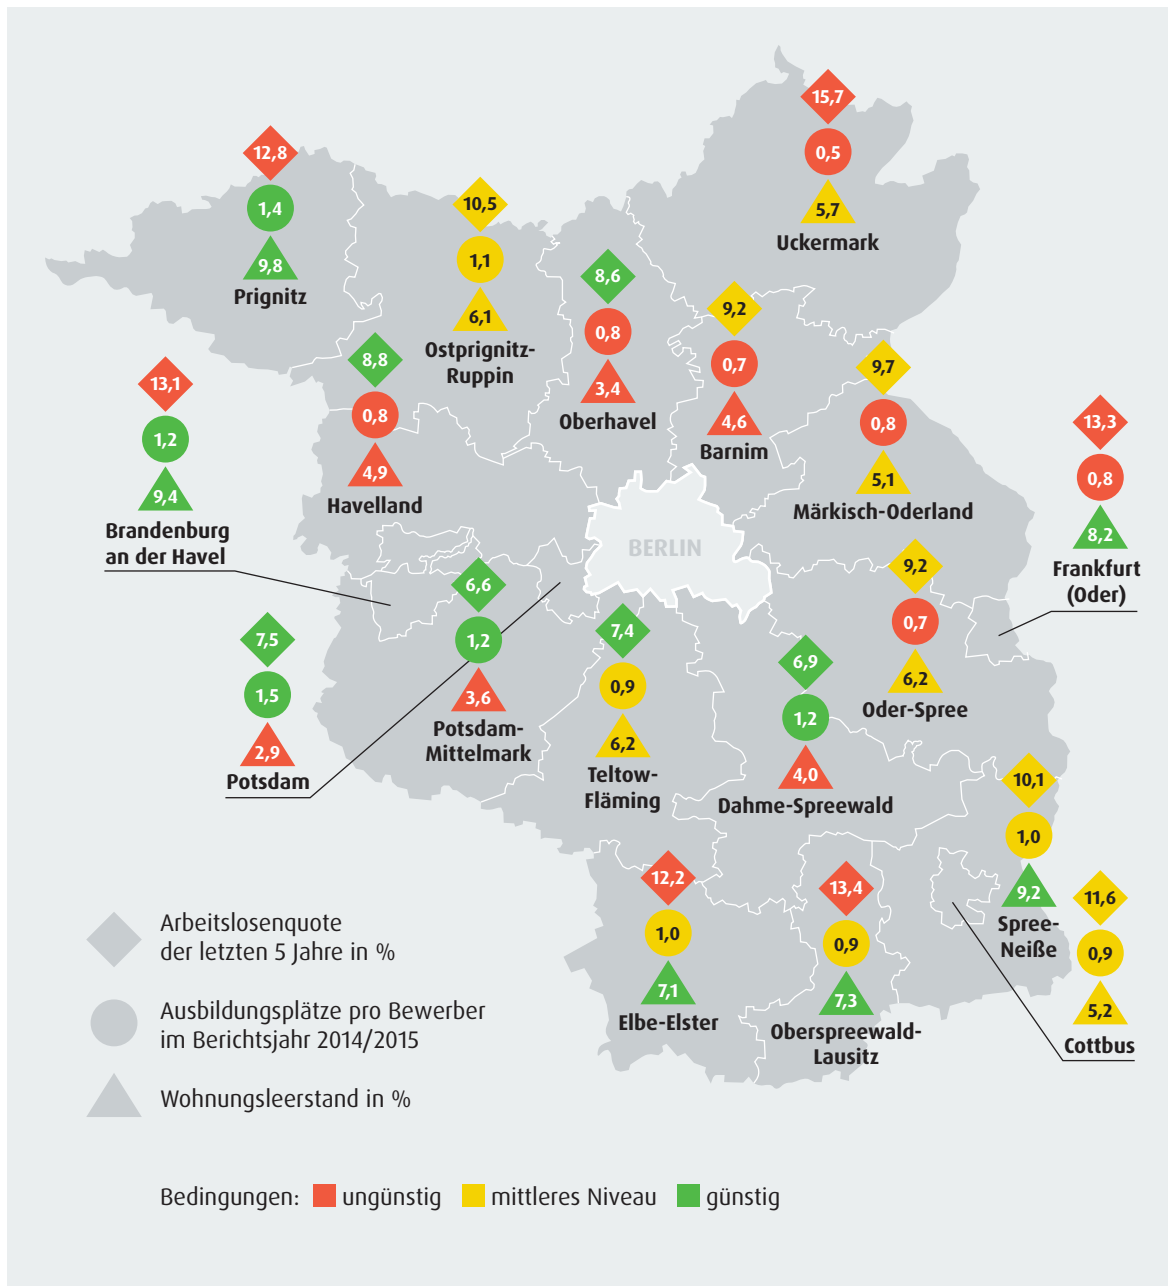 15,7
0,5
5,7
Uckermark
12,8
1,4
9,8
Prignitz
10,5
1,1
6,1
Ostprignitz-
Ruppin
8,6
0,8
3,4
Oberhavel
9,2
0,7
4,6
Barnim
8,8
0,8
4,9
Havelland
9,7
0,8
5,1
Märkisch-Oderland
13,1
1,2
9,4
Brandenburg
an der Havel
13,3
0,8
8,2
Frankfurt
(Oder)
BERLIN
9,2
0,7
6,2
Oder-Spree
6,6
1,2
3,6
Potsdam-
Mittelmark
7,5
1,5
2,9
Potsdam
7,4
0,9
6,2
Teltow-
Fläming
6,9
1,2
4,0
Dahme-Spreewald
10,1
1,0
9,2
Spree-
Neiße
12,2
1,0
7,1
Elbe-Elster
13,4
0,9
7,3
Oberspreewald-
Lausitz
11,6
0,9
5,2
Cottbus
Arbeitslosenquote
der letzten 5 Jahre in %
Ausbildungsplätze pro Bewerber
im Berichtsjahr 2014/2015
Wohnungsleerstand in %
Bedingungen: ungünstig mittleres Niveau günstig